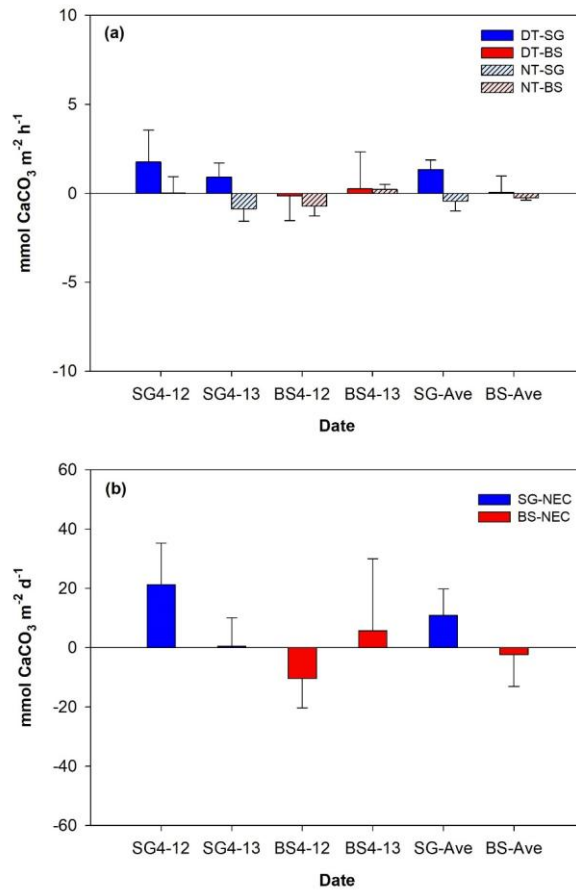 (a)
DT-SG
DT-BS
NT-SG
NT-BS
mmol CaCO₃ m⁻² h⁻¹
10
5
0
-5
-10
SG4-12 SG4-13 BS4-12 BS4-13 SG-Ave BS-Ave
Date
(b)
SG-NEC
BS-NEC
mmol CaCO₃ m⁻² d⁻¹
60
40
20
0
-20
-40
-60
SG4-12 SG4-13 BS4-12 BS4-13 SG-Ave BS-Ave
Date